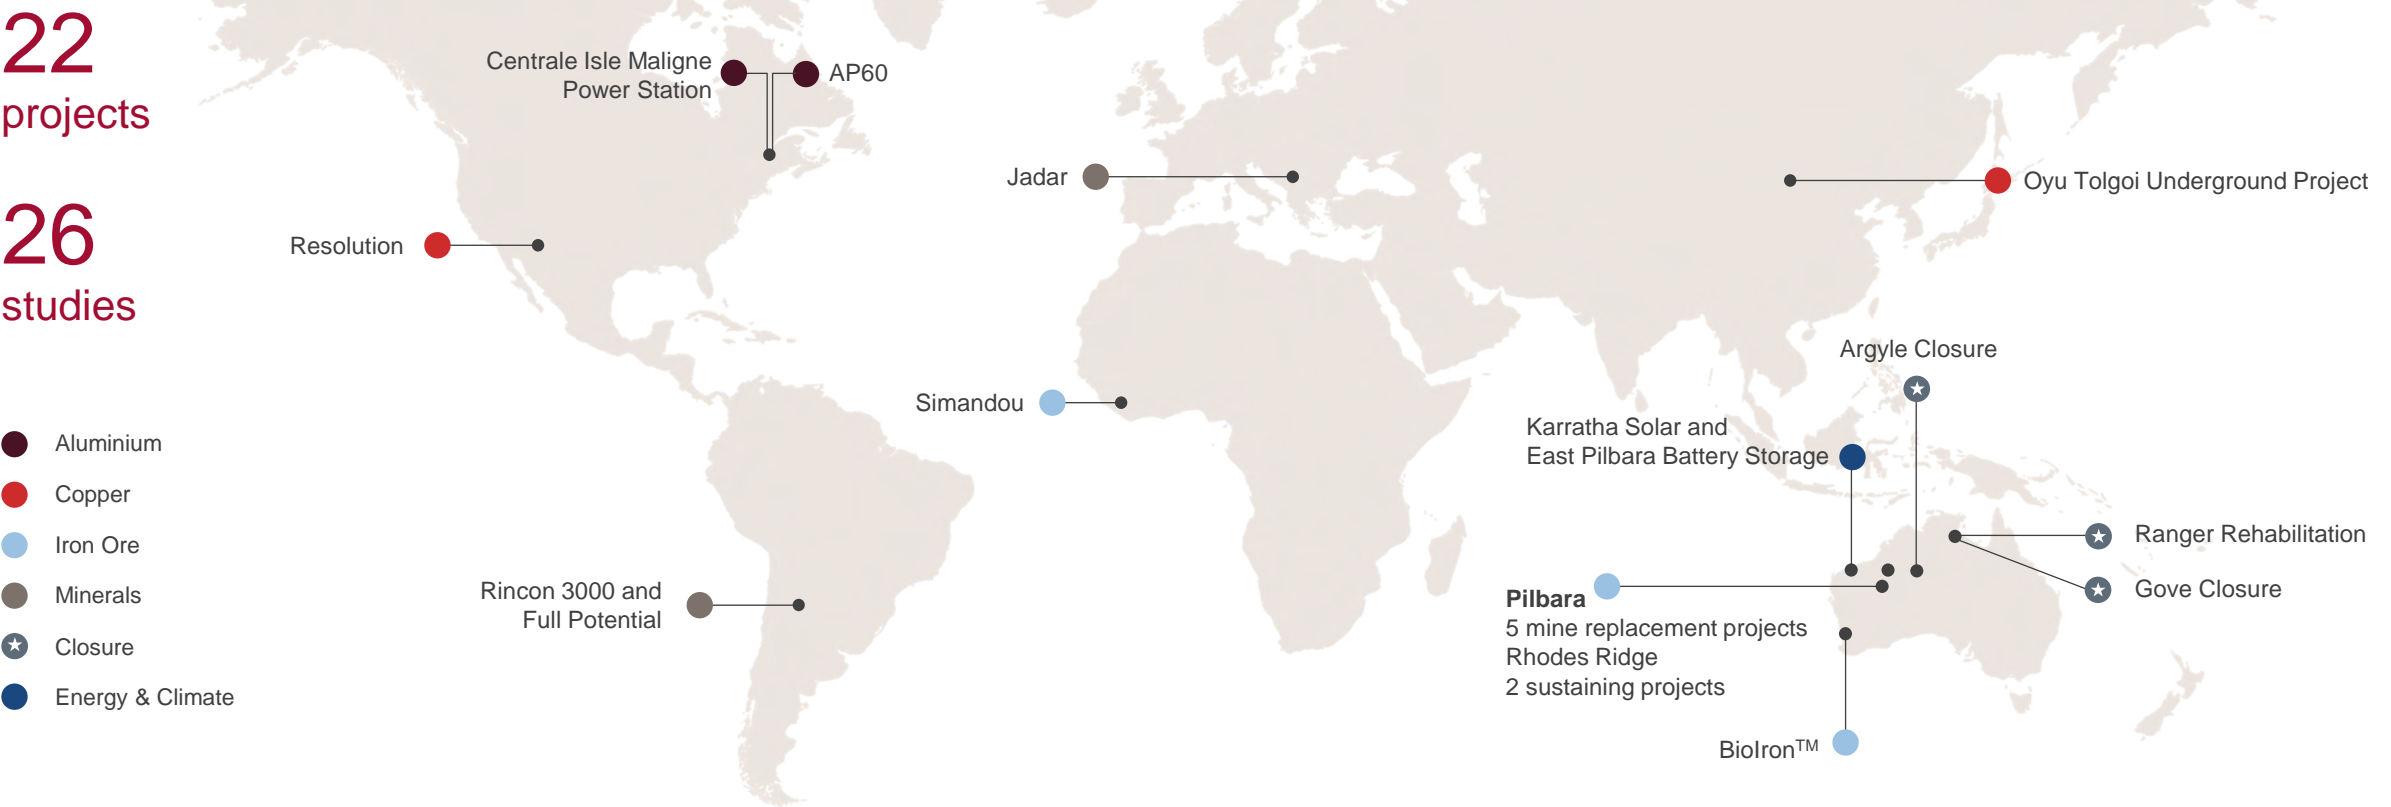 22
projects
26
studies
Aluminium
Copper
Iron Ore
Minerals
Closure
Energy & Climate
Centrale Isle Maligne
Power Station
AP60
Resolution
Jadar
Oyu Tolgoi Underground Project
Simandou
Rincon 3000 and
Full Potential
Argyle Closure
Karratha Solar and
East Pilbara Battery Storage
Ranger Rehabilitation
Gove Closure
Pilbara
5 mine replacement projects
Rhodes Ridge
2 sustaining projects
BioIron™